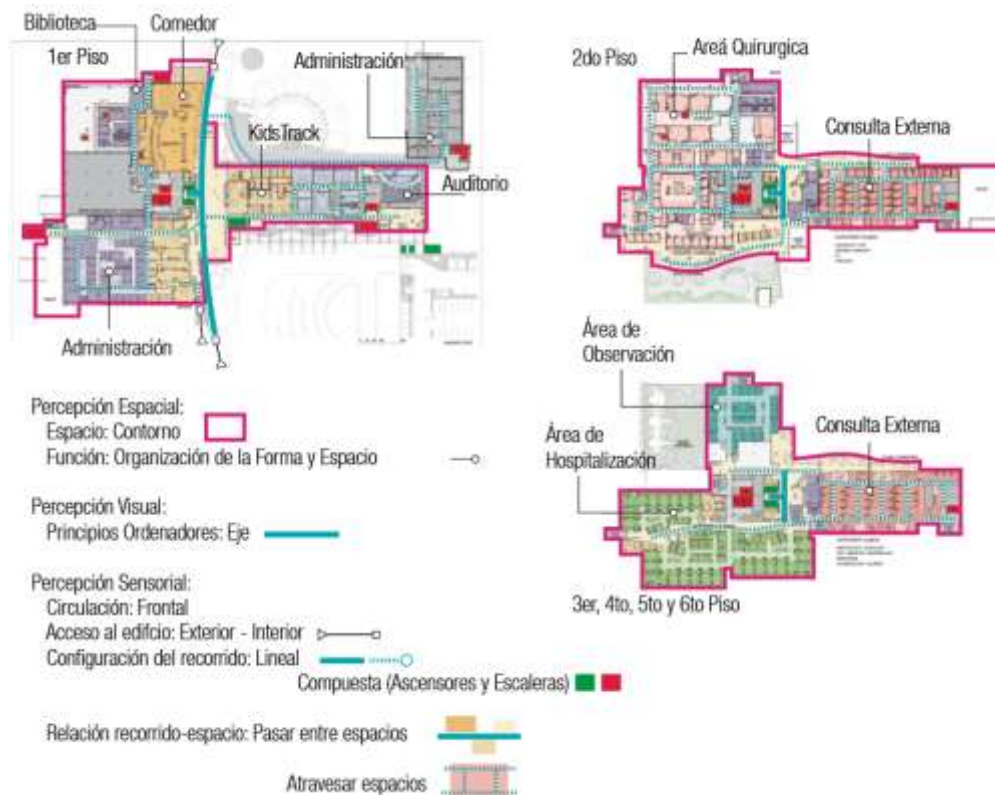 Biblioteca
Comedor
1er Piso
Administración
KidsTrack
Auditorio
Administración
2do Piso
Areá Quirurgica
Consulta Externa
Área de
Observación
Área de
Hospitalización
Consulta Externa
3er, 4to, 5to y 6to Piso
Percepción Espacial:
Espacio: Contorno
Función: Organización de la Forma y Espacio
Percepción Visual:
Principios Ordenadores: Eje
Percepción Sensorial:
Circulación: Frontal
Acceso al edifcio: Exterior - Interior
Configuración del recorrido: Lineal
Compuesta (Ascensores y Escaleras)
Relación recorrido-espacio: Pasar entre espacios
Atravesar espacios